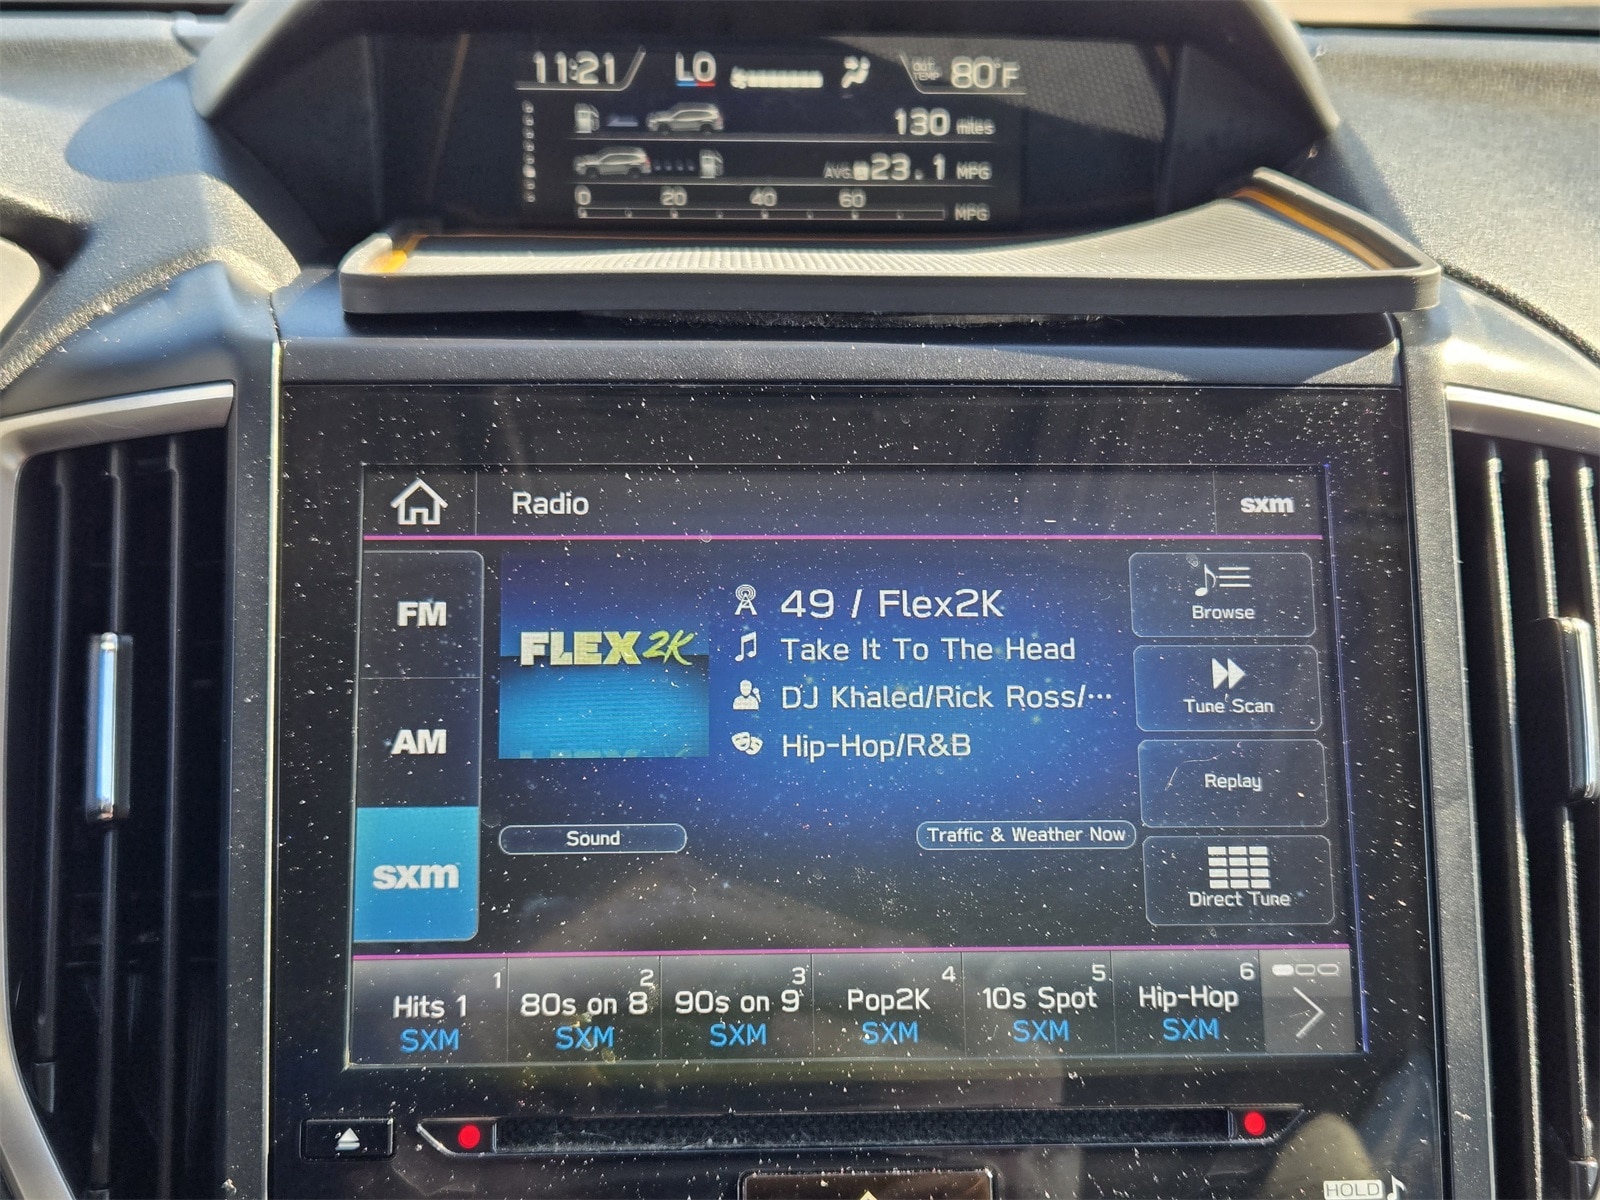 11:21 LO OUT TEMP 80°F
130 miles
AVG 23.1 MPG
0 20 40 60
MPG
Radio sxm
FM
AM
sxm
FLEX2K
49 / Flex2K
Take It To The Head
DJ Khaled/Rick Ross/···
Hip-Hop/R&B
Browse
Tune Scan
Replay
Direct Tune
Sound
Traffic & Weather Now
1 2 3 4 5 6
Hits 1 80s on 8 90s on 9 Pop2K 10s Spot Hip-Hop
SXM SXM SXM SXM SXM SXM
HOLD